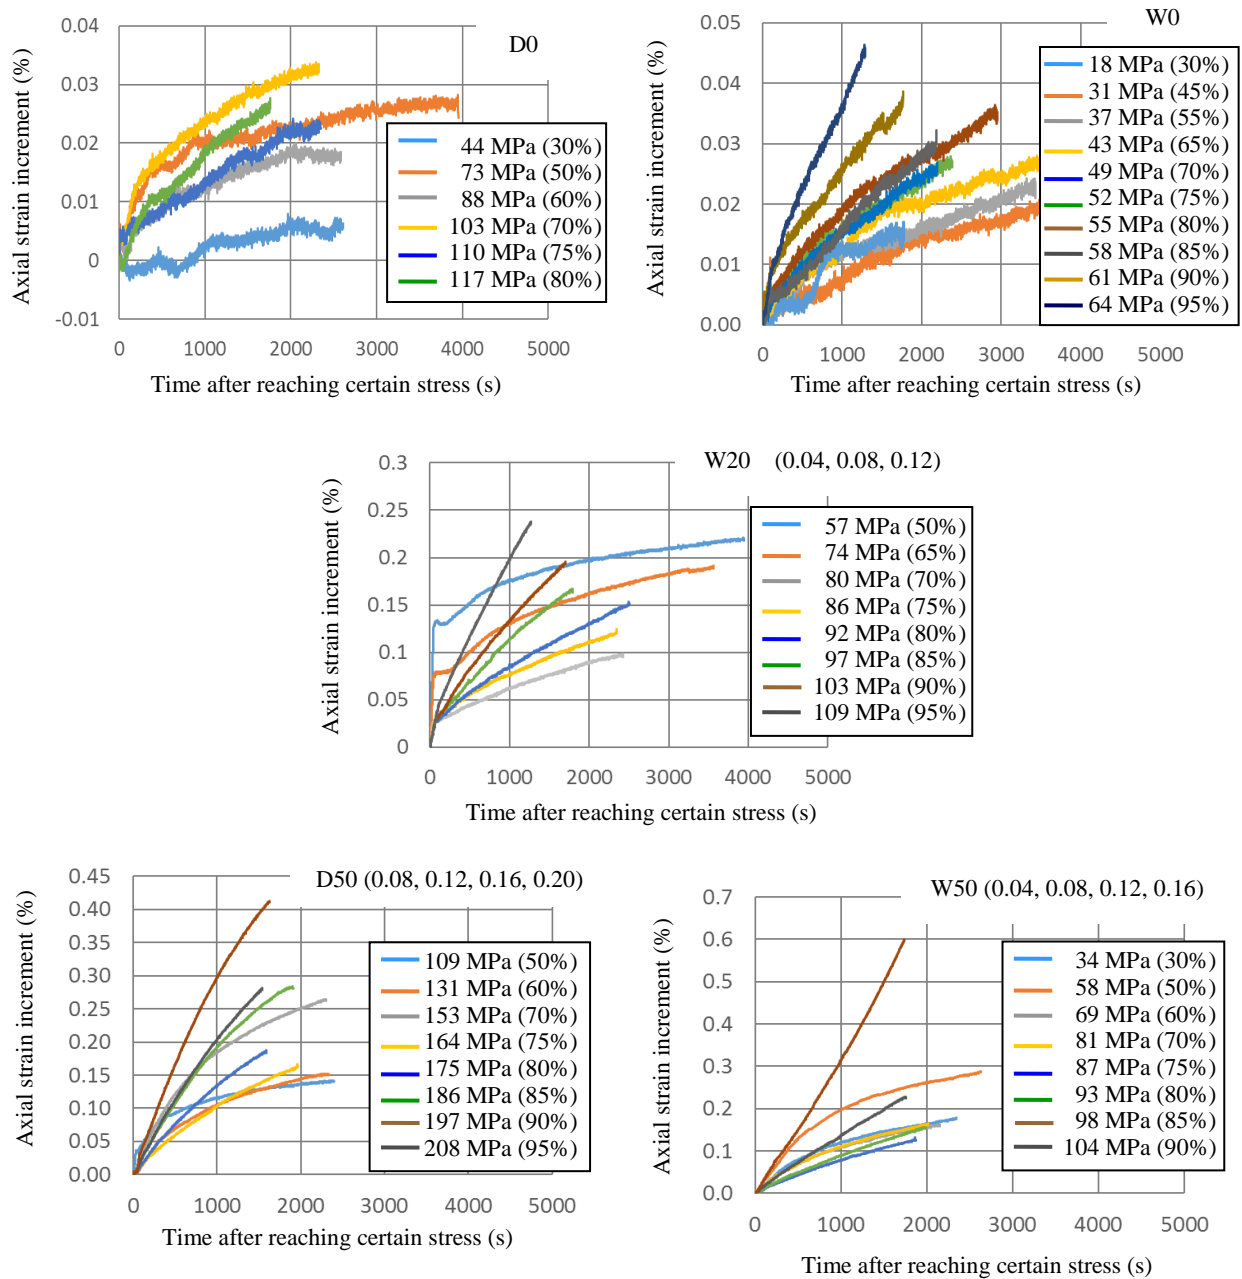 D0
Axial strain increment (%)
0.04
0.03
0.02
0.01
0
-0.01
0 1000 2000 3000 4000 5000
Time after reaching certain stress (s)
44 MPa (30%)
73 MPa (50%)
88 MPa (60%)
103 MPa (70%)
110 MPa (75%)
117 MPa (80%)
W0
Axial strain increment (%)
0.05
0.04
0.03
0.02
0.01
0.00
0 1000 2000 3000 4000 5000
Time after reaching certain stress (s)
18 MPa (30%)
31 MPa (45%)
37 MPa (55%)
43 MPa (65%)
49 MPa (70%)
52 MPa (75%)
55 MPa (80%)
58 MPa (85%)
61 MPa (90%)
64 MPa (95%)
W20 (0.04, 0.08, 0.12)
Axial strain increment (%)
0.3
0.25
0.2
0.15
0.1
0.05
0
0 1000 2000 3000 4000 5000
Time after reaching certain stress (s)
57 MPa (50%)
74 MPa (65%)
80 MPa (70%)
86 MPa (75%)
92 MPa (80%)
97 MPa (85%)
103 MPa (90%)
109 MPa (95%)
D50 (0.08, 0.12, 0.16, 0.20)
Axial strain increment (%)
0.45
0.40
0.35
0.30
0.25
0.20
0.15
0.10
0.05
0.00
0 1000 2000 3000 4000 5000
Time after reaching certain stress (s)
109 MPa (50%)
131 MPa (60%)
153 MPa (70%)
164 MPa (75%)
175 MPa (80%)
186 MPa (85%)
197 MPa (90%)
208 MPa (95%)
W50 (0.04, 0.08, 0.12, 0.16)
Axial strain increment (%)
0.7
0.6
0.5
0.4
0.3
0.2
0.1
0.0
0 1000 2000 3000 4000 5000
Time after reaching certain stress (s)
34 MPa (30%)
58 MPa (50%)
69 MPa (60%)
81 MPa (70%)
87 MPa (75%)
93 MPa (80%)
98 MPa (85%)
104 MPa (90%)